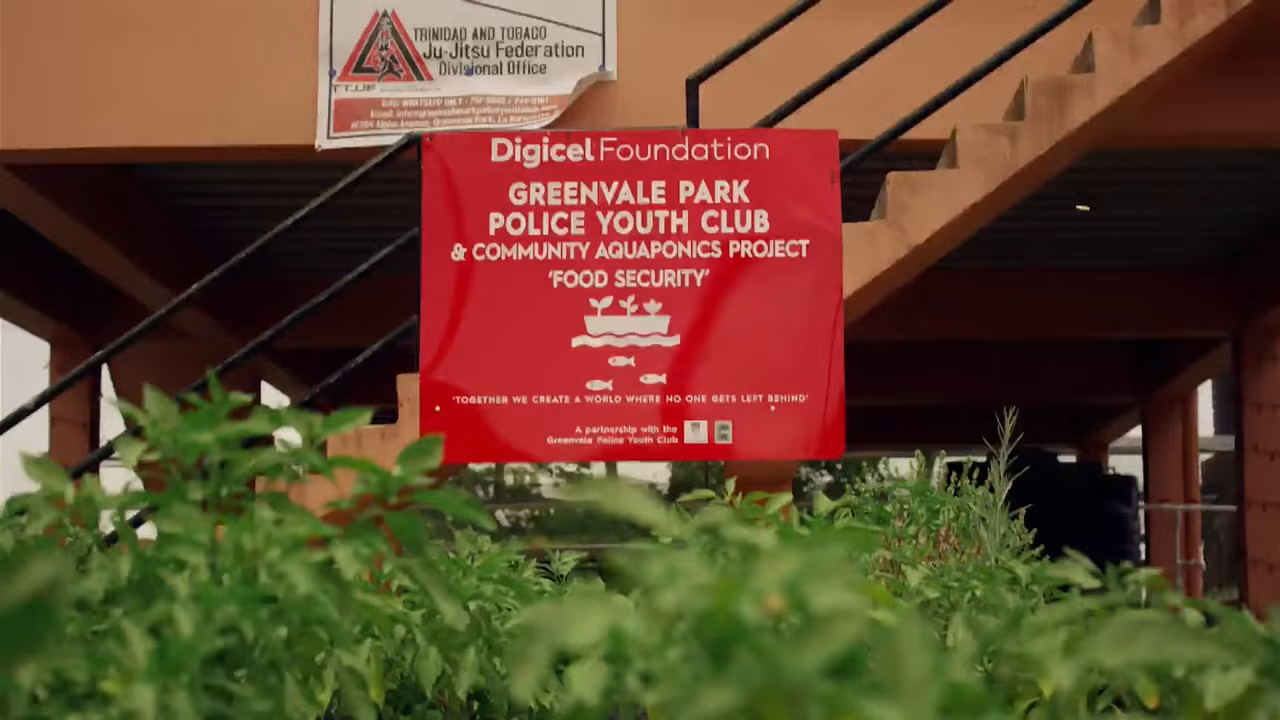 TRINIDAD AND TOBAGO
Ju-Jitsu Federation
Divisional Office
TTJJF
Digicel Foundation
GREENVALE PARK
POLICE YOUTH CLUB
& COMMUNITY AQUAPONICS PROJECT
'FOOD SECURITY'
'TOGETHER WE CREATE A WORLD WHERE NO ONE GETS LEFT BEHIND'
A partnership with the
Greenvale Police Youth Club